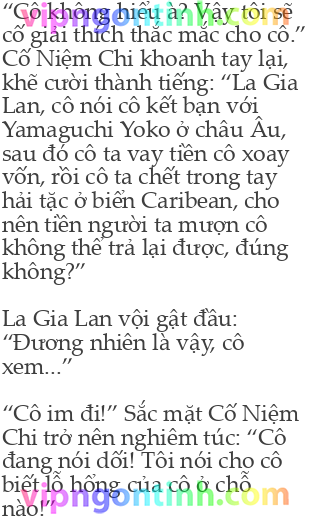 “Cô không hiểu à? Vậy tôi sẽ
cố giải thích thắc mắc cho cô.”
Cố Niệm Chi khoanh tay lại,
khẽ cười thành tiếng: “La Gia
Lan, cô nói cô kết bạn với
Yamaguchi Yoko ở châu Âu,
sau đó cô ta vay tiền cô xoay
vốn, rồi cô ta chết trong tay
hải tặc ở biển Caribean, cho
nên tiền người ta mượn cô
không thể trả lại được, đúng
không?”
La Gia Lan vội gật đầu:
“Đương nhiên là vậy, cô
xem...”
“Cô im đi!” Sắc mặt Cố Niệm
Chi trở nên nghiêm túc: “Cô
đang nói dối! Tôi nói cho cô
biết lỗ hổng của cô ở chỗ
nào!”
vipngontinh.com
vipngontinh.com